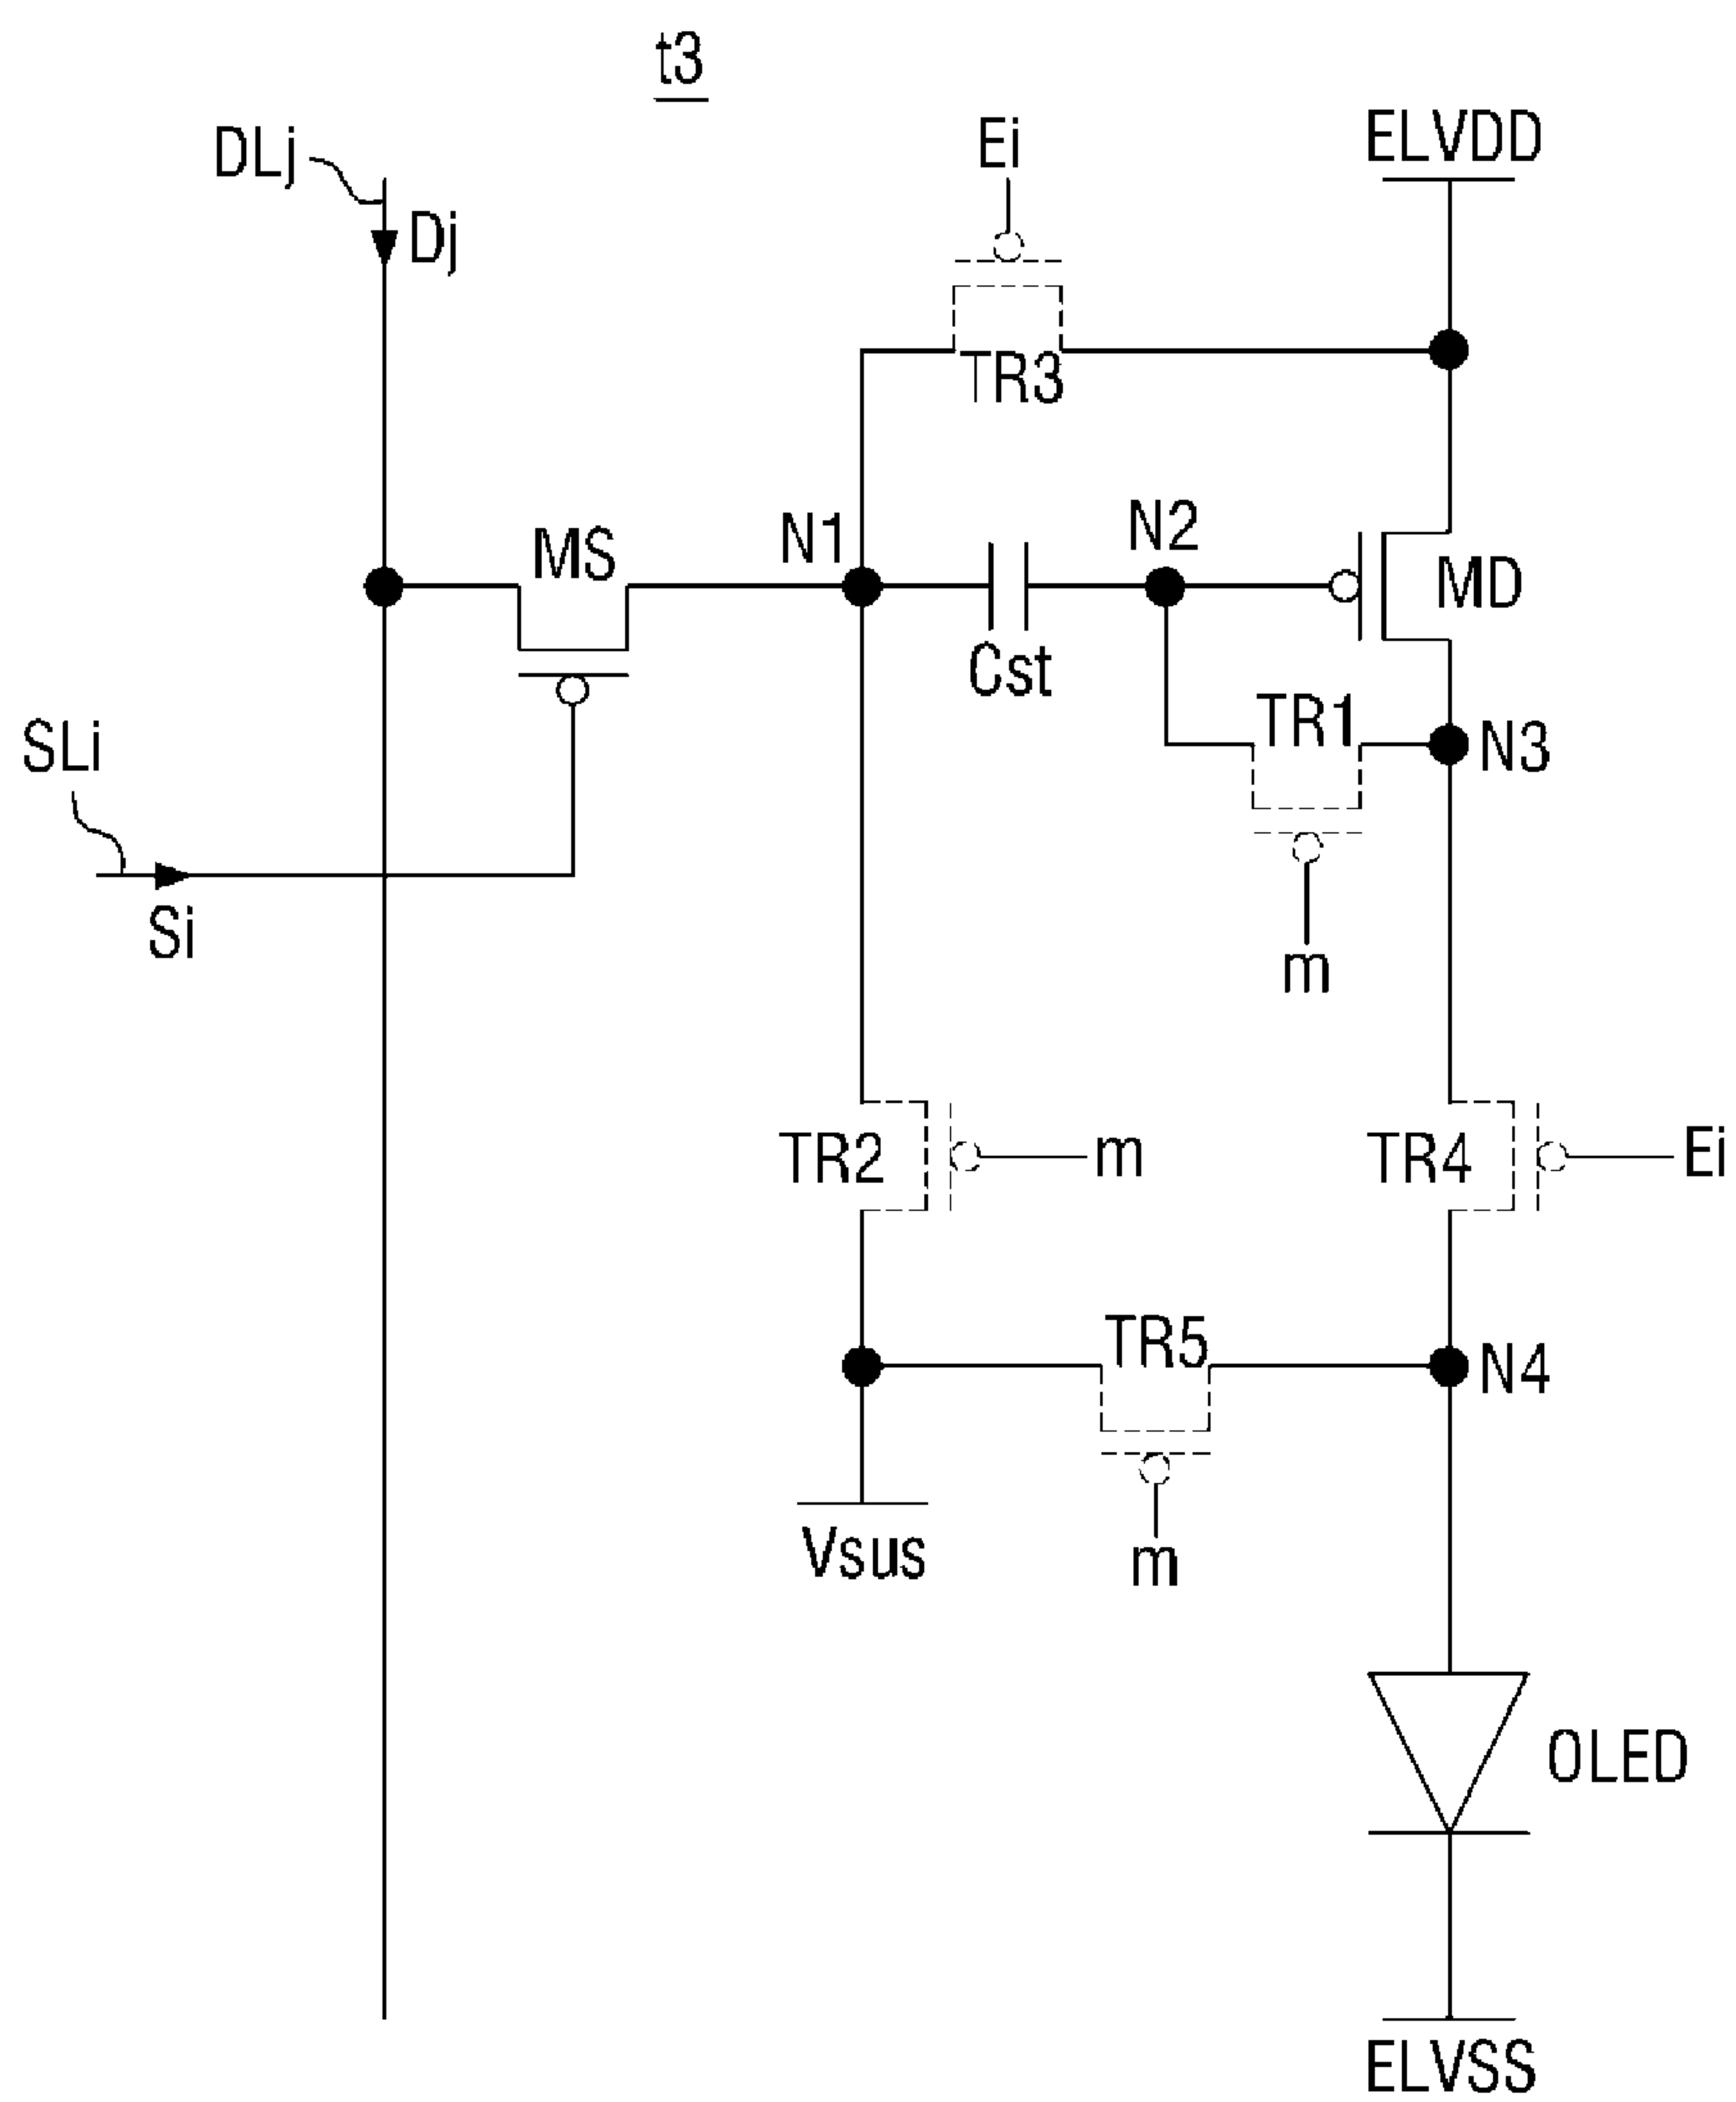 t3
DLj
Dj
Ei
ELVDD
TR3
MS
N1
N2
MD
Cst
TR1
N3
SLi
Si
m
TR2
m
TR4
Ei
TR5
N4
Vsus
m
OLED
ELVSS